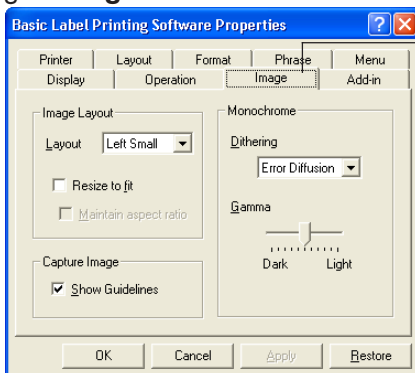 Basic Label Printing Software Properties
Printer Layout Format Phrase Menu
Display Operation Image Add-in
Image Layout
Layout Left Small
Resize to fit
Maintain aspect ratio
Capture Image
Show Guidelines
Monochrome
Dithering
Error Diffusion
Gamma
Dark Light
OK Cancel Apply Restore